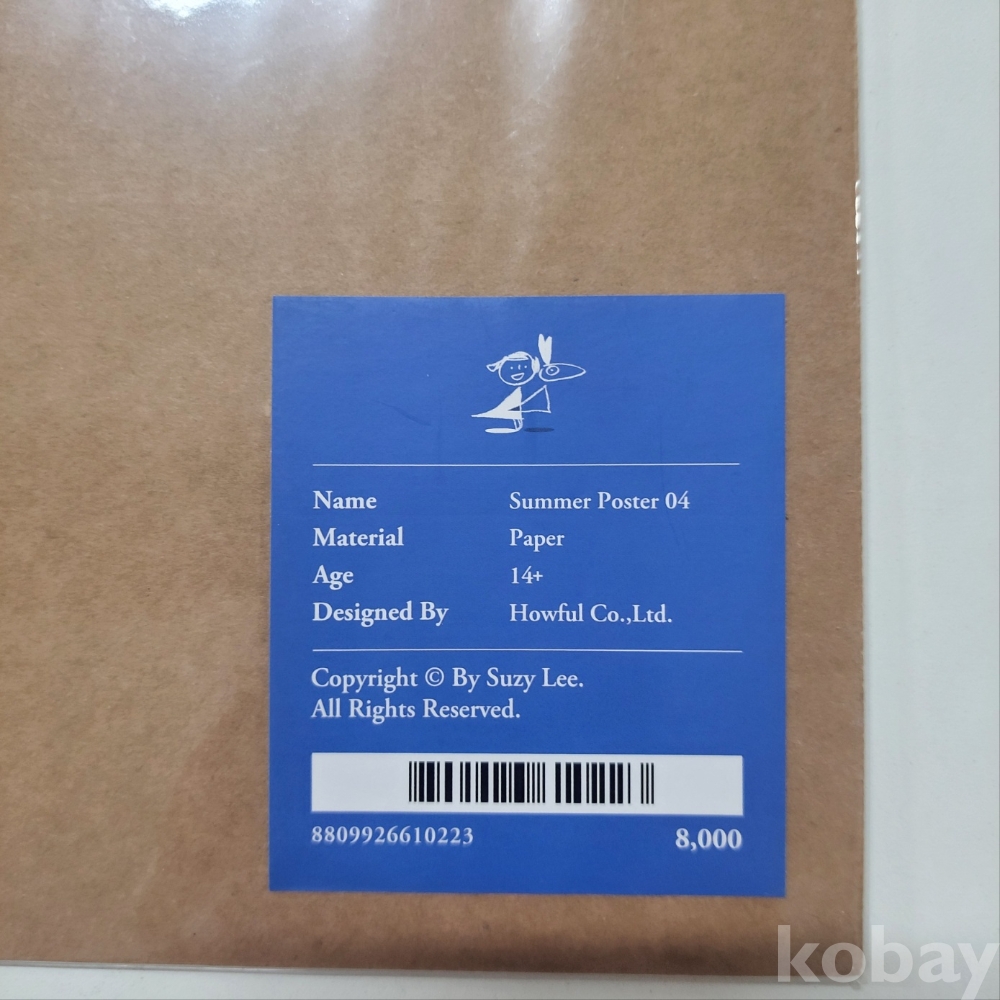 Name Summer Poster 04
Material Paper
Age 14+
Designed By Howful Co.,Ltd.
Copyright © By Suzy Lee.
All Rights Reserved.
8809926610223 8,000
kobay